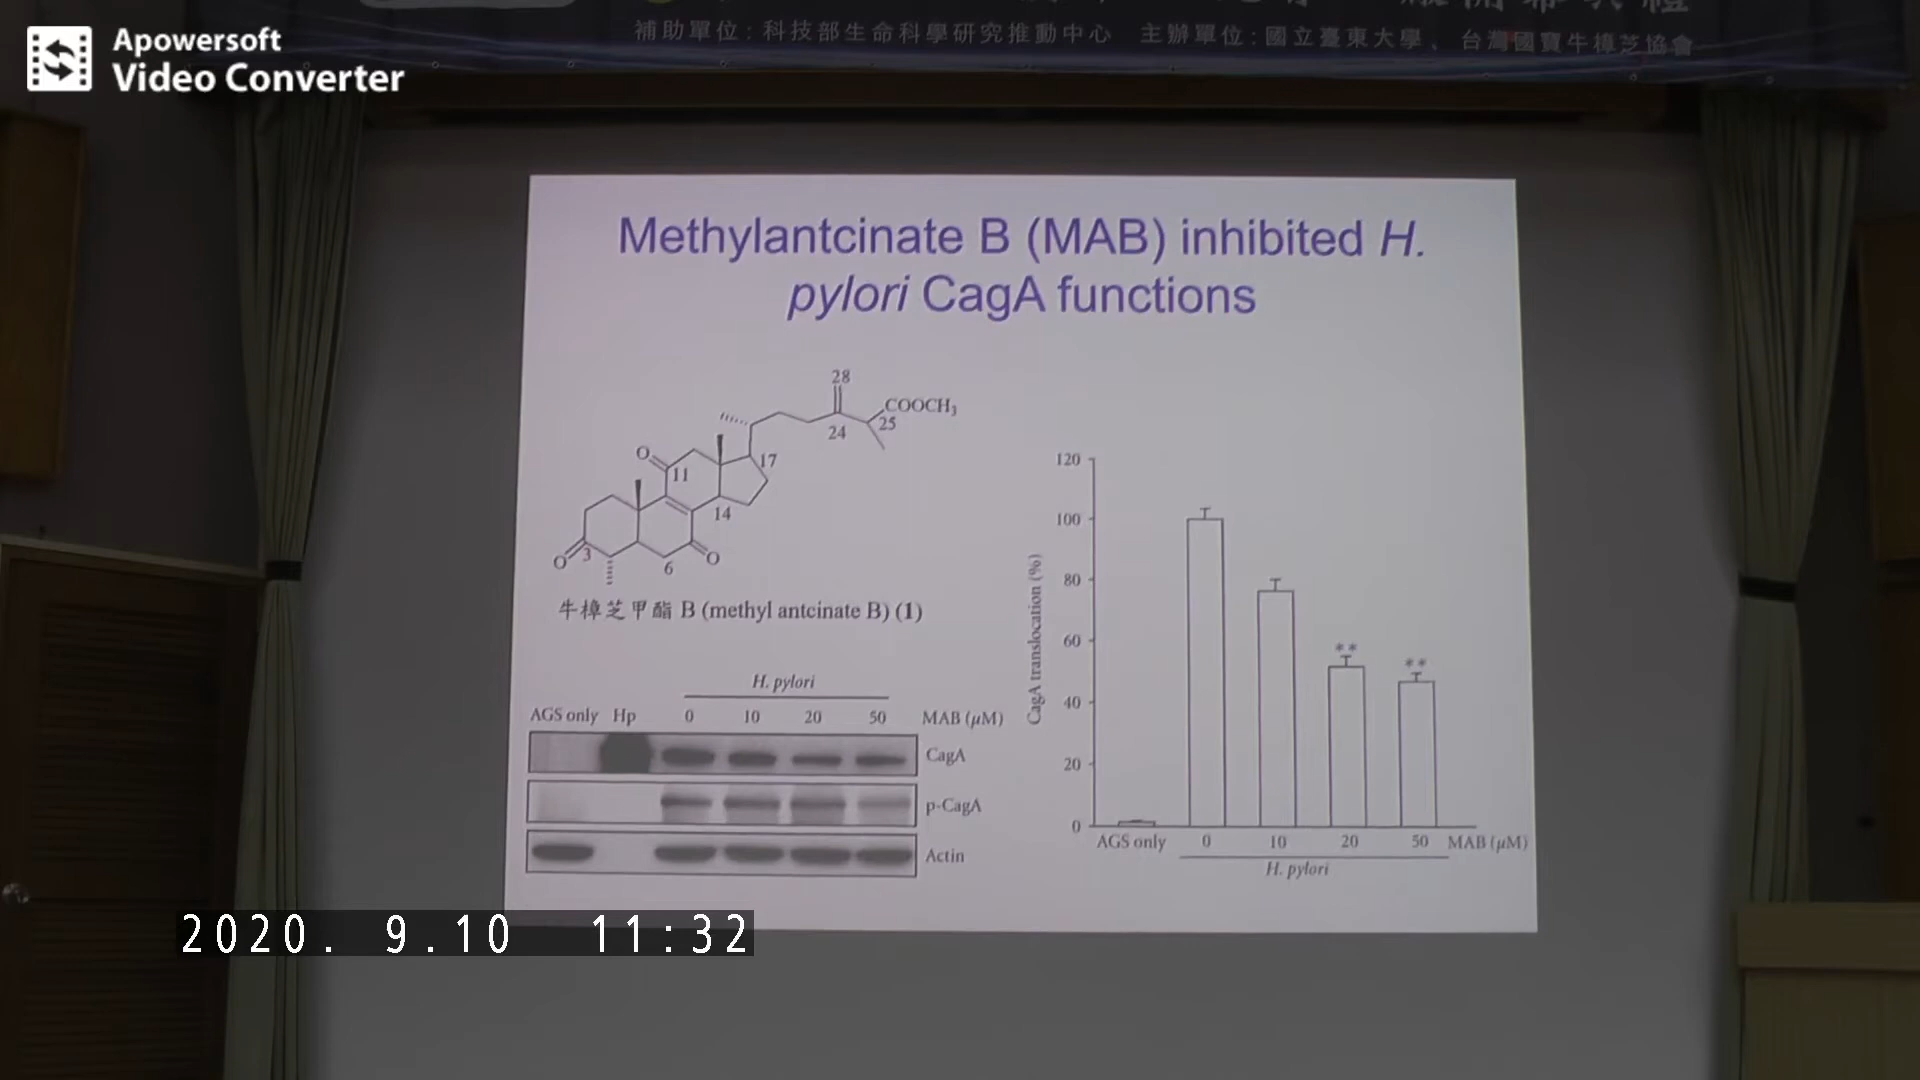 Apowersoft
Video Converter
補助單位：科技部生命科學研究推動中心 主辦單位：國立臺東大學、台灣國寶牛樟芝協會
Methylantcinate B (MAB) inhibited H.
pylori CagA functions
28
COOCH3
25
24
O
11
17
14
O
3
6
O
牛樟芝甲酯 B (methyl antcinate B) (1)
H. pylori
AGS only Hp 0 10 20 50 MAB (μM)
CagA
p-CagA
Actin
120
100
80
60
40
20
0
CagA translocation (%)
**
**
AGS only 0 10 20 50 MAB (μM)
H. pylori
2020. 9.10 11:32